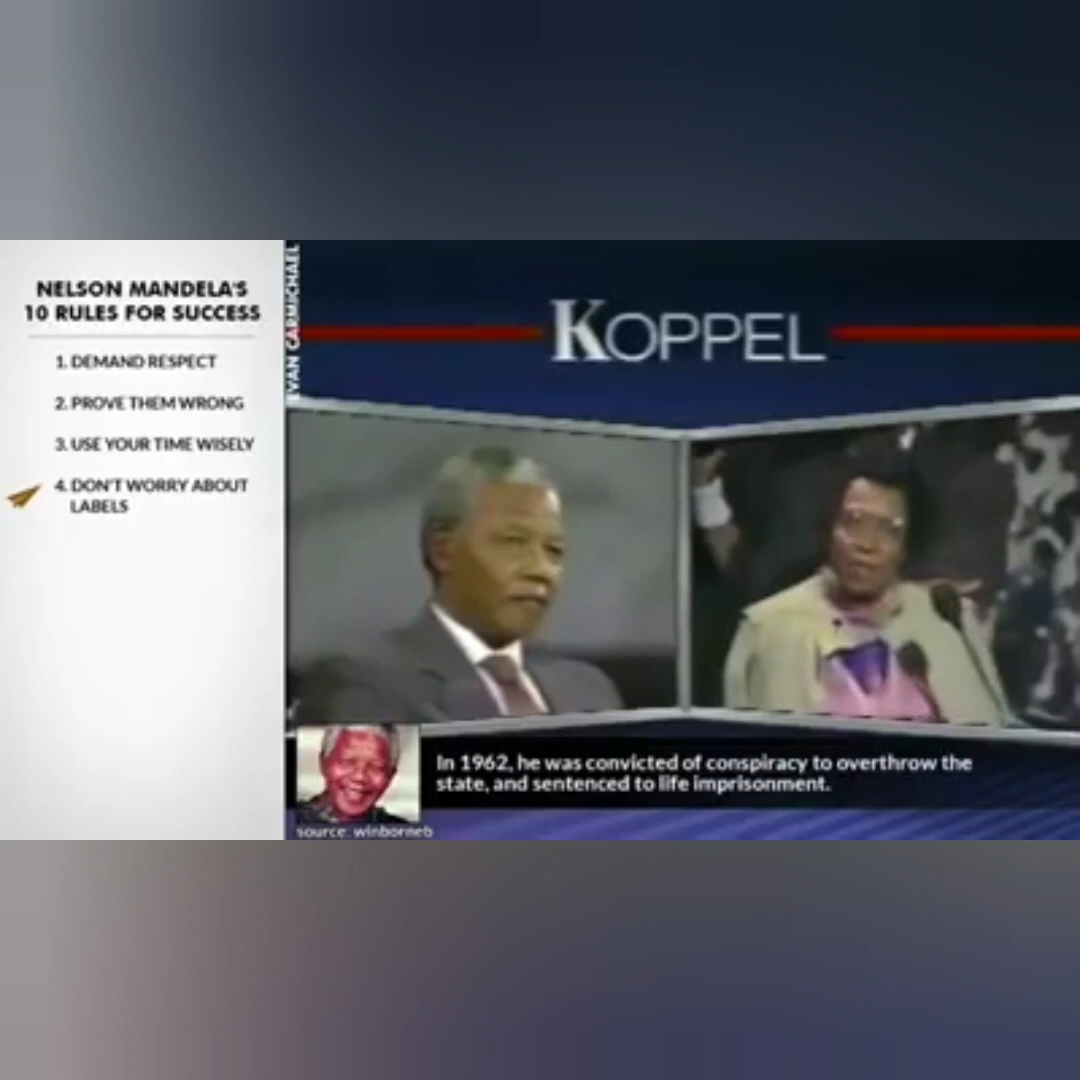 NELSON MANDELA'S
10 RULES FOR SUCCESS
1. DEMAND RESPECT
2. PROVE THEM WRONG
3. USE YOUR TIME WISELY
4. DON'T WORRY ABOUT
LABELS
EVAN CARMICHAEL
KOPPEL
In 1962, he was convicted of conspiracy to overthrow the
state, and sentenced to life imprisonment.
source: winborneb